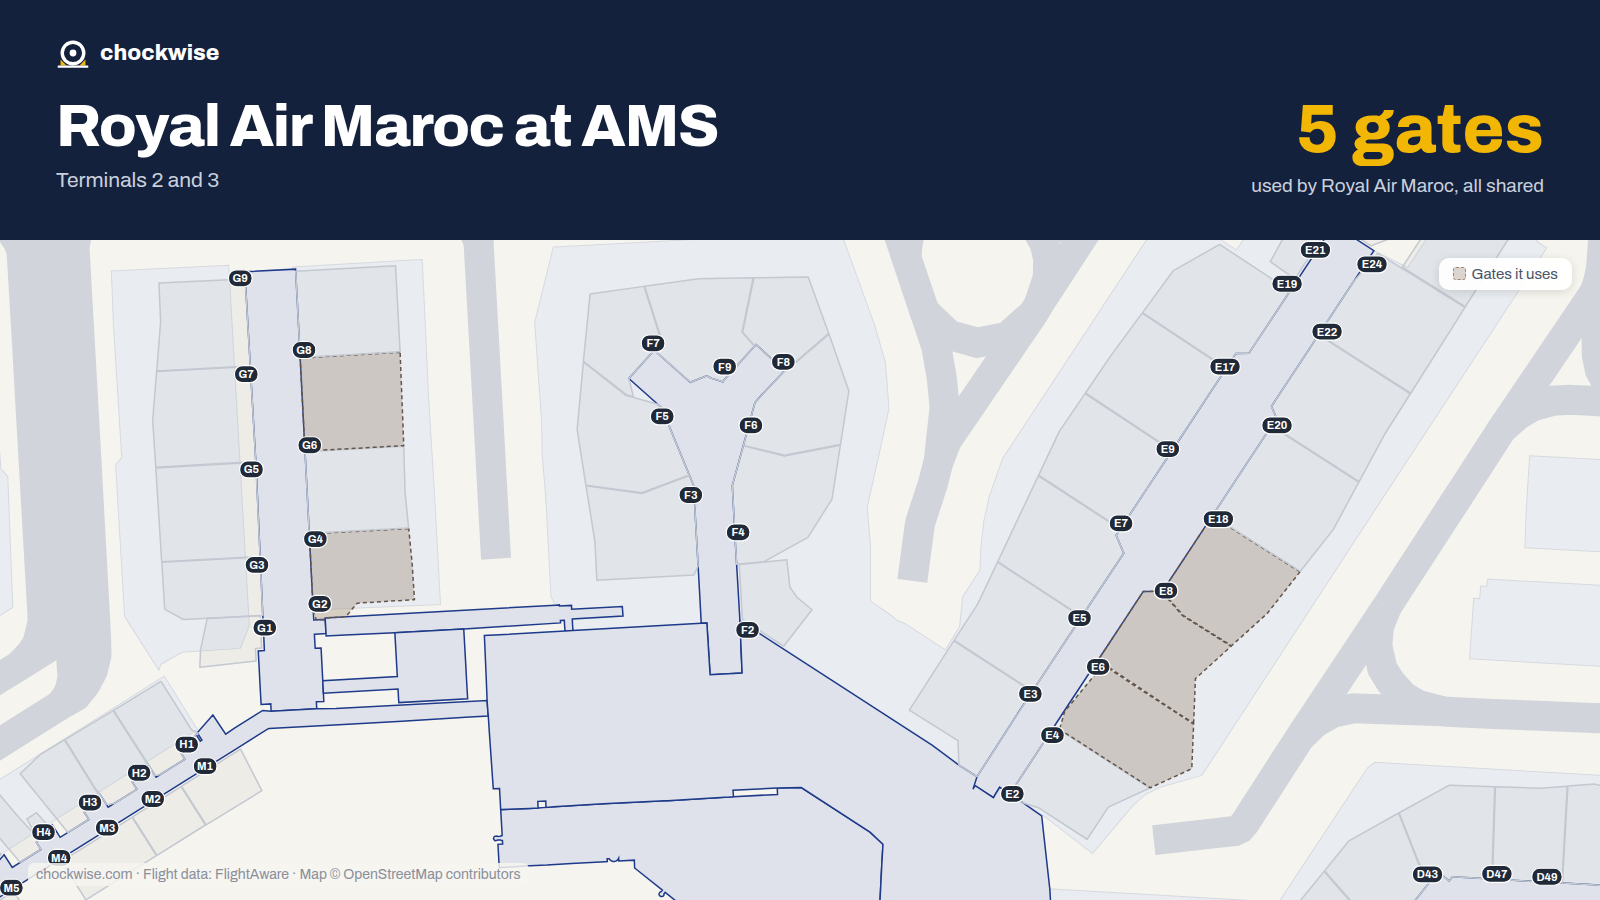 chockwise
Royal Air Maroc at AMS
Terminals 2 and 3
5 gates
used by Royal Air Maroc, all shared
Gates it uses
G9
G8
G7
G6
G5
G4
G3
G2
G1
F7
F9
F8
F5
F6
F3
F4
F2
E21
E24
E19
E22
E17
E20
E9
E7
E18
E8
E5
E6
E3
E4
E2
H1
M1
H2
M2
H3
M3
H4
M4
M5
D43
D47
D49
chockwise.com · Flight data: FlightAware · Map © OpenStreetMap contributors